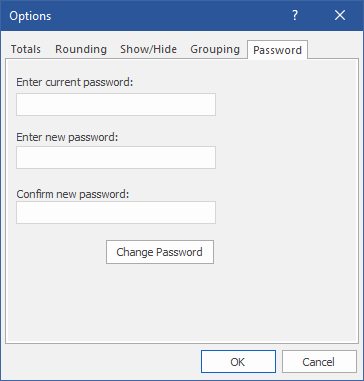 Options ?
Totals Rounding Show/Hide Grouping Password
Enter current password:
Enter new password:
Confirm new password:
Change Password
OK Cancel